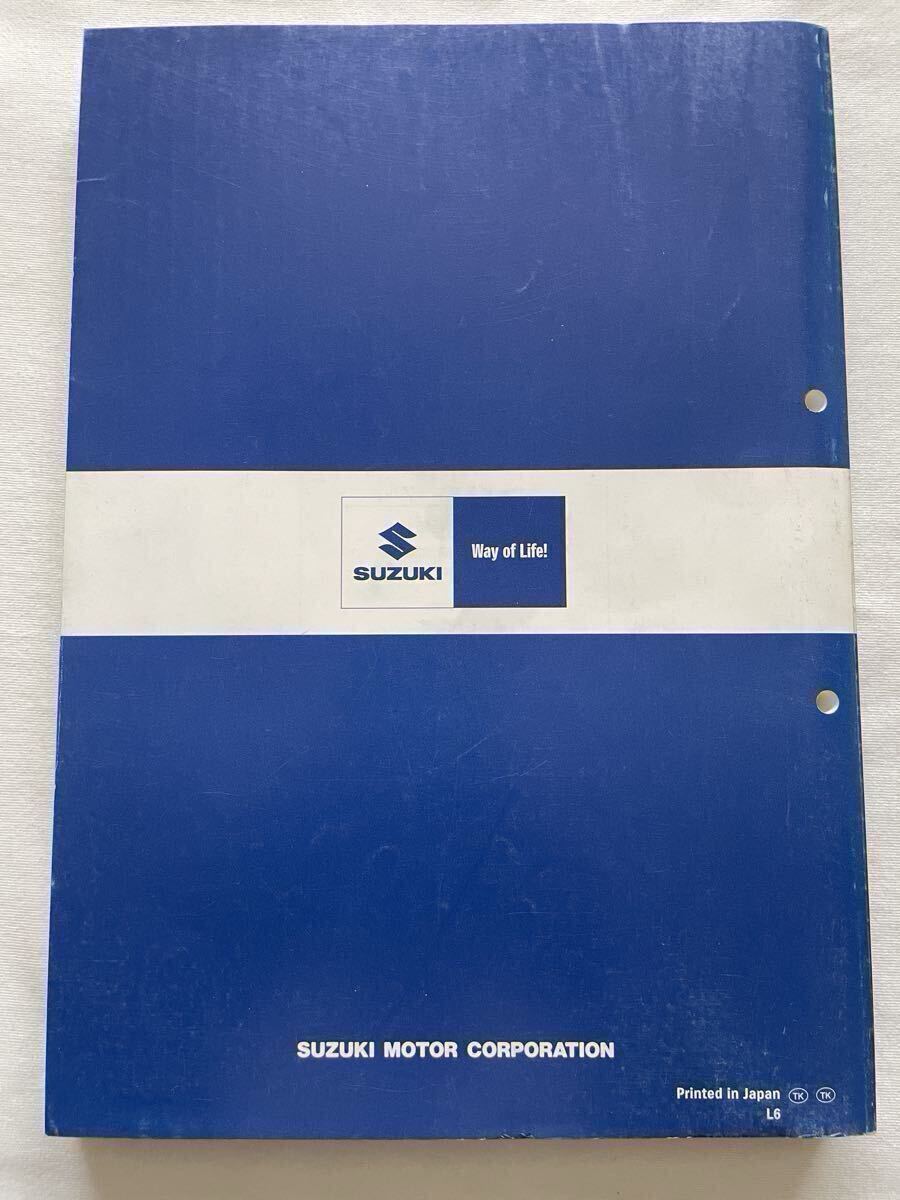 SUZUKI
Way of Life!
SUZUKI MOTOR CORPORATION
Printed in Japan TK TK
L6